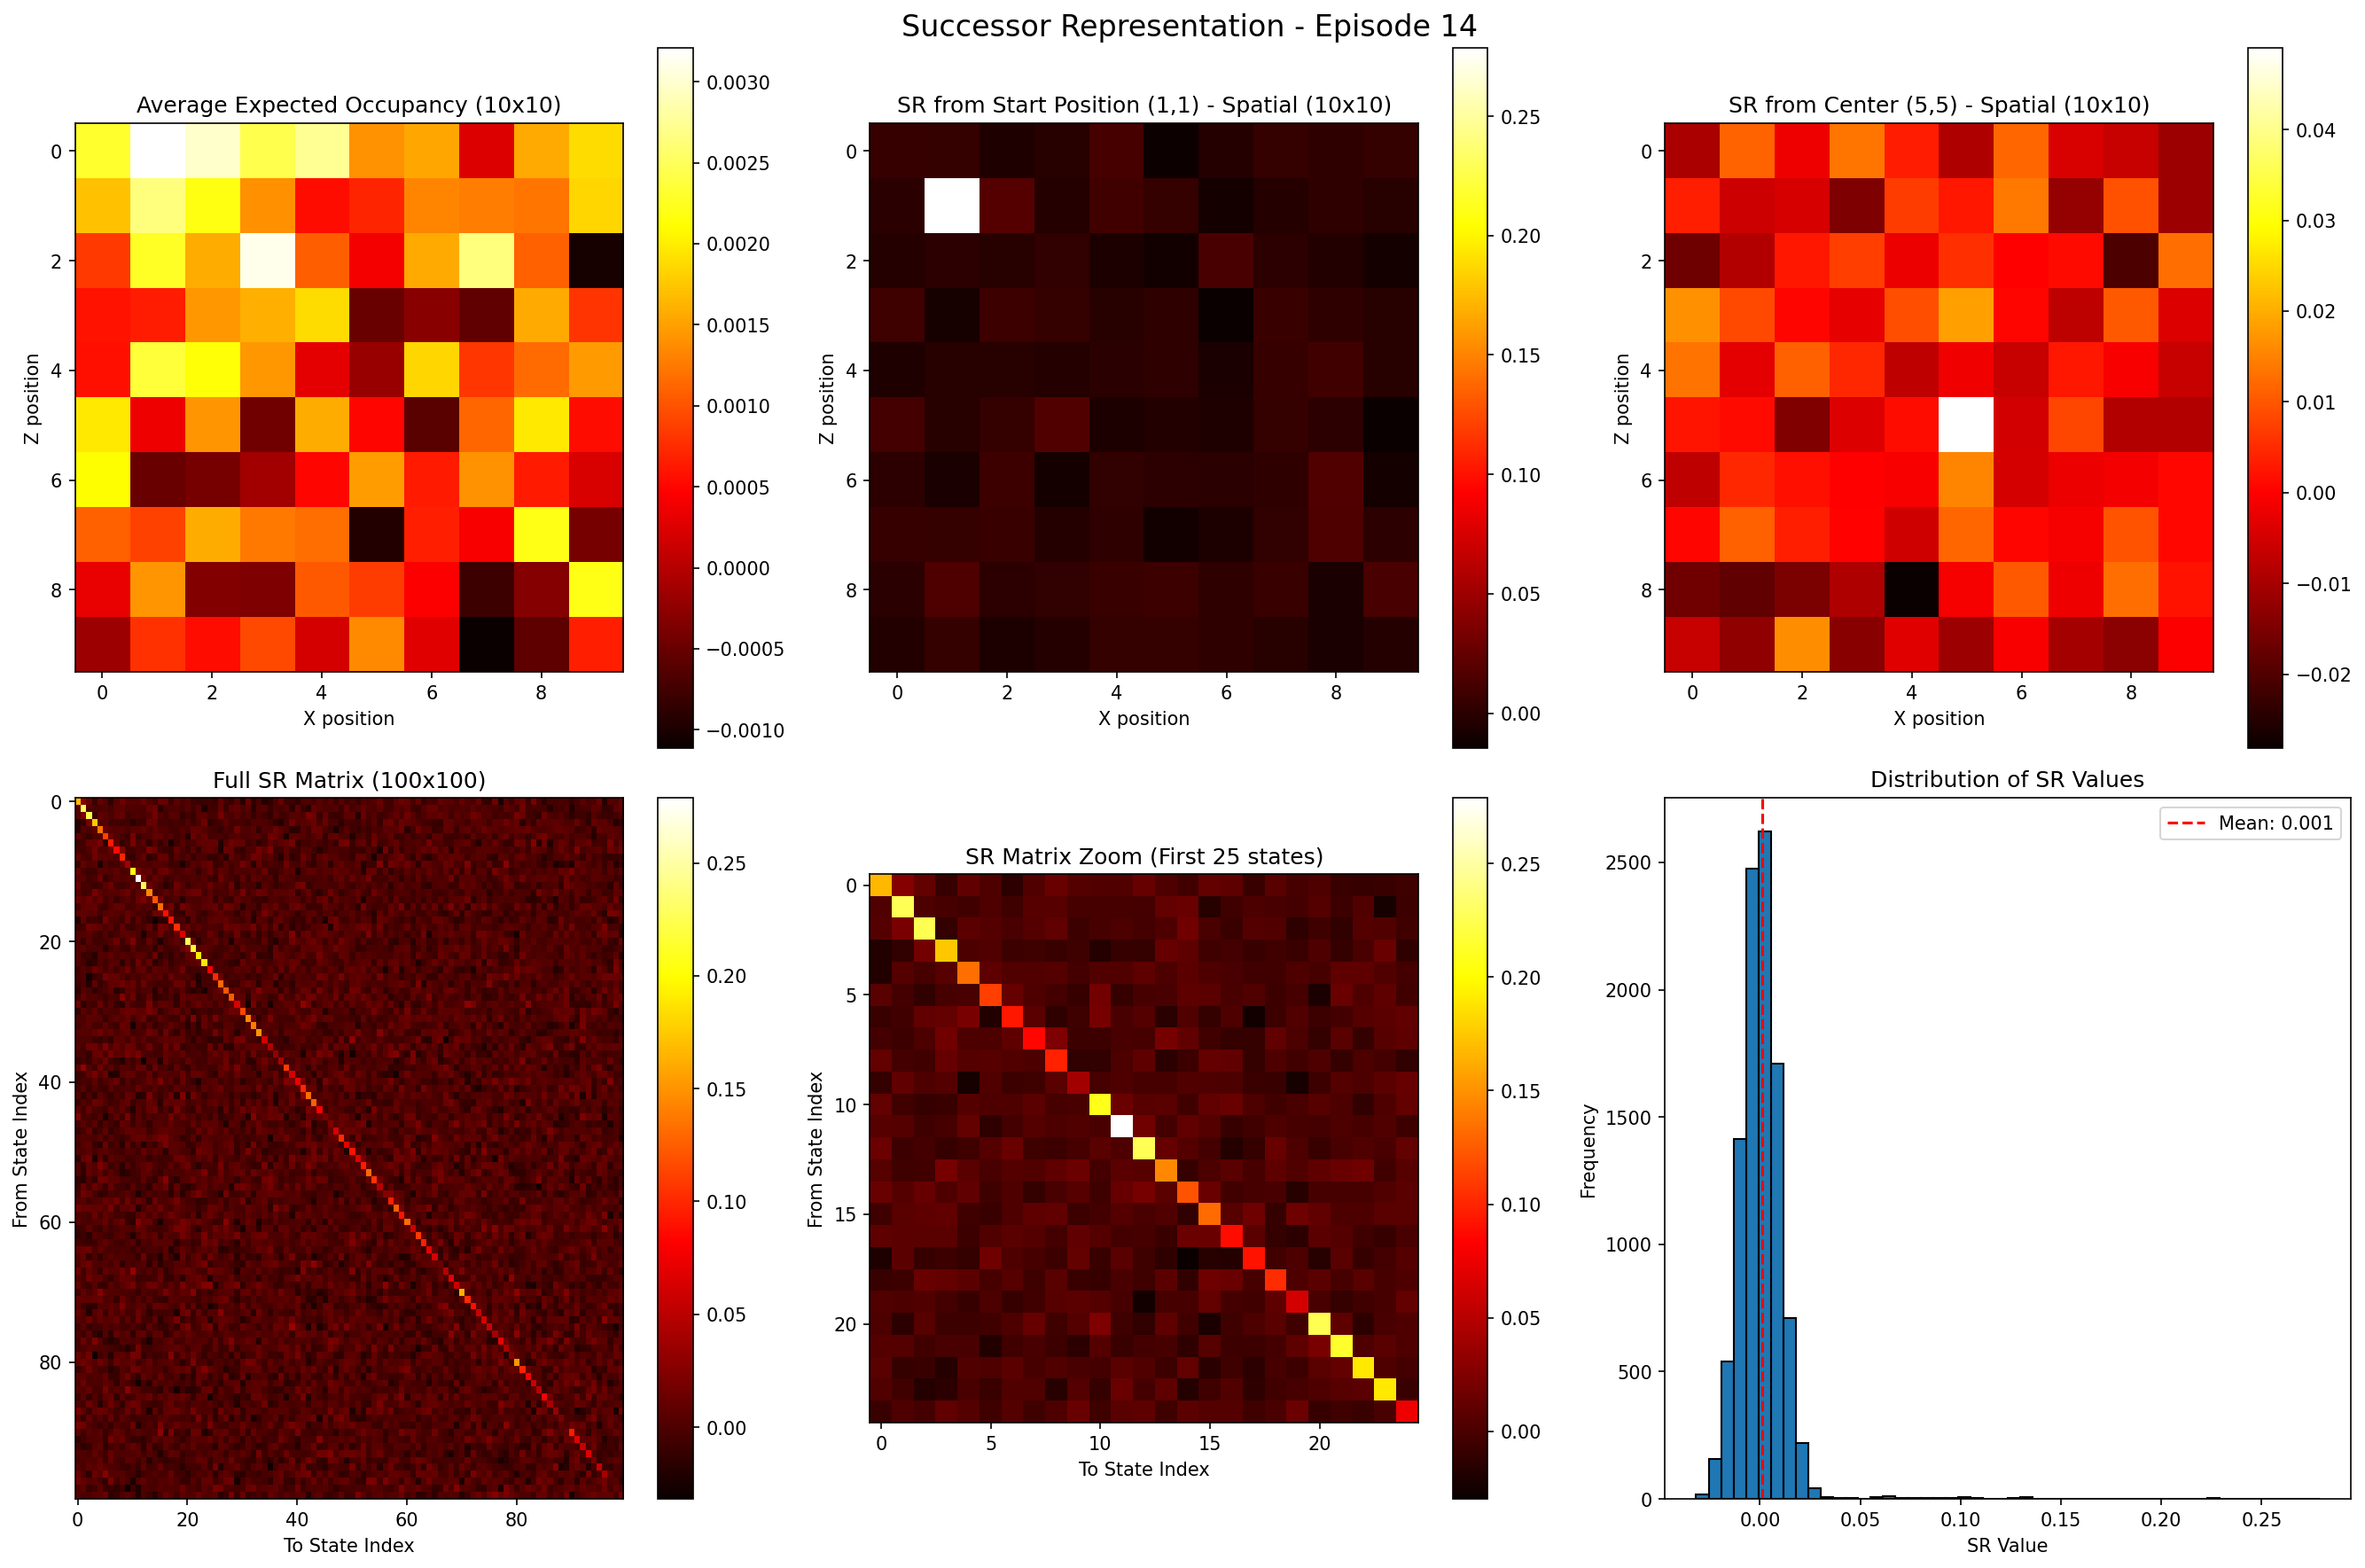 Successor Representation - Episode 14
Average Expected Occupancy (10x10)
0
2
4
6
8
Z position
0 2 4 6 8
X position
0.0030
0.0025
0.0020
0.0015
0.0010
0.0005
0.0000
−0.0005
−0.0010
SR from Start Position (1,1) - Spatial (10x10)
0
2
4
6
8
Z position
0 2 4 6 8
X position
0.25
0.20
0.15
0.10
0.05
0.00
SR from Center (5,5) - Spatial (10x10)
0
2
4
6
8
Z position
0 2 4 6 8
X position
0.04
0.03
0.02
0.01
0.00
−0.01
−0.02
Full SR Matrix (100x100)
0
20
40
60
80
From State Index
0 20 40 60 80
To State Index
0.25
0.20
0.15
0.10
0.05
0.00
SR Matrix Zoom (First 25 states)
0
5
10
15
20
From State Index
0 5 10 15 20
To State Index
0.25
0.20
0.15
0.10
0.05
0.00
Distribution of SR Values
Mean: 0.001
2500
2000
1500
1000
500
0
Frequency
0.00 0.05 0.10 0.15 0.20 0.25
SR Value